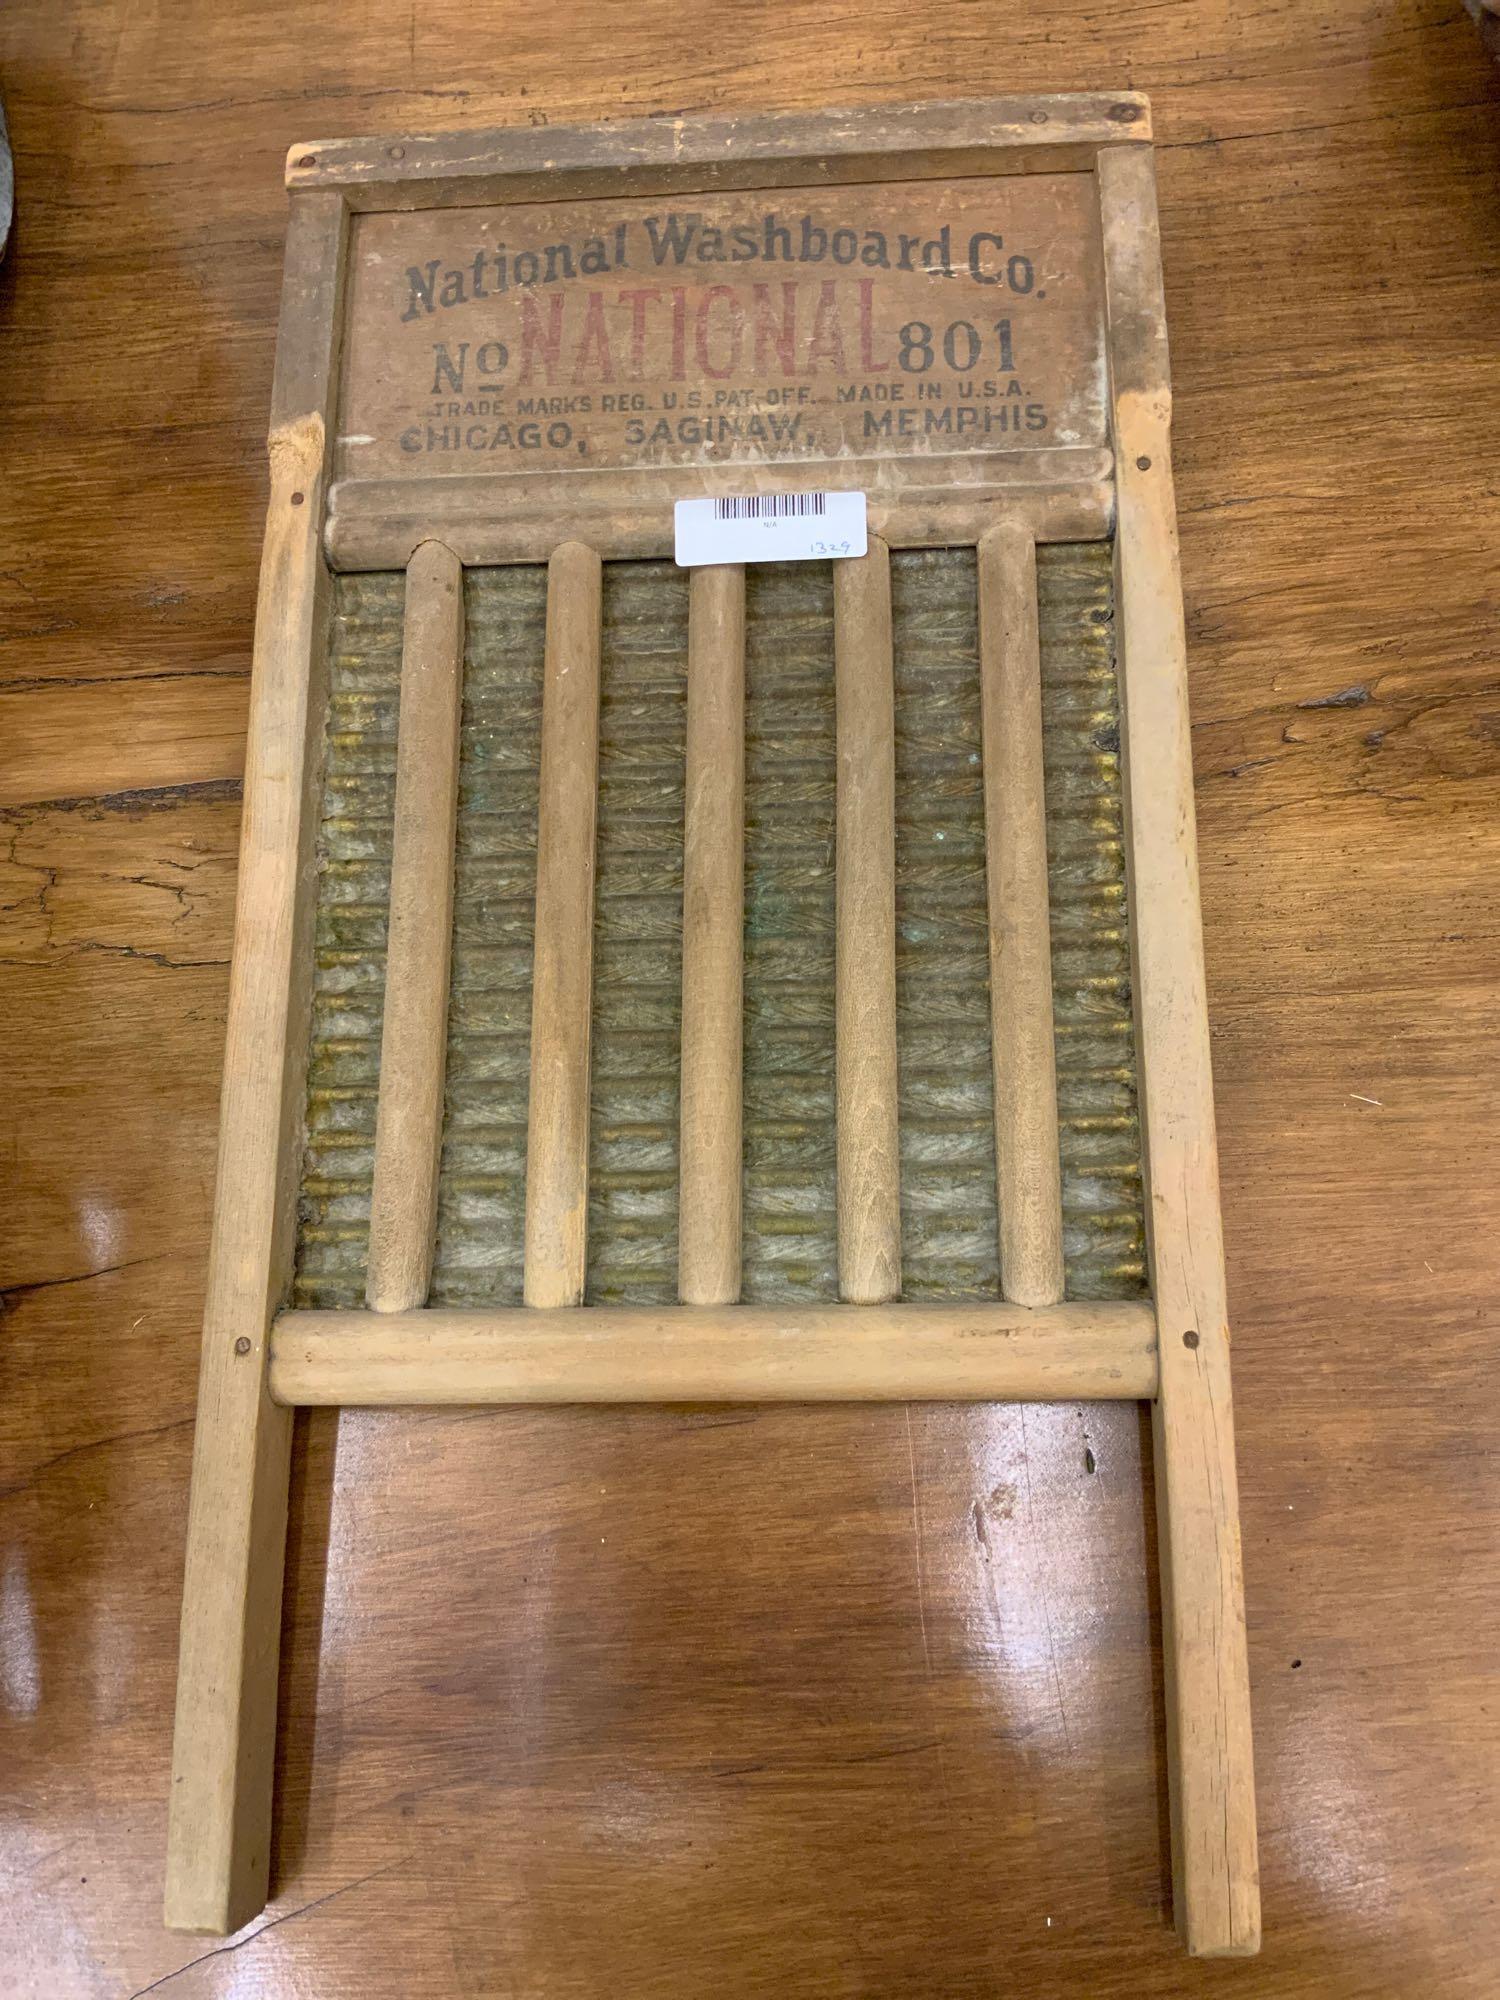 National Washboard Co.
No NATIONAL 801
TRADE MARKS REG. U.S. PAT. OFF. MADE IN U.S.A.
CHICAGO, SAGINAW, MEMPHIS
N/A
1329